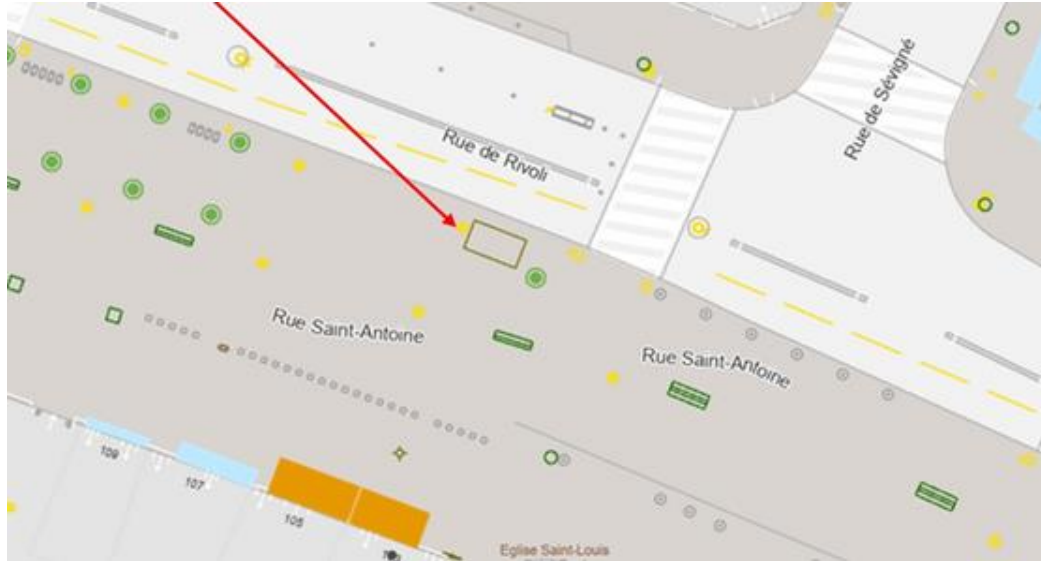 Rue de Sévigné
Rue de Rivoli
Rue Saint-Antoine
Rue Saint-Antoine
109
107
105
Eglise Saint-Louis